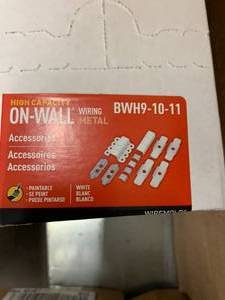 HIGH CAPACITY
ON-WALL® WIRING METAL
BWH9-10-11
Accessories
Accessoires
Accesorios
• PAINTABLE
• SE PEINT
• PUEDE PINTARSE
WHITE
BLANC
BLANCO
WIREMOLD®